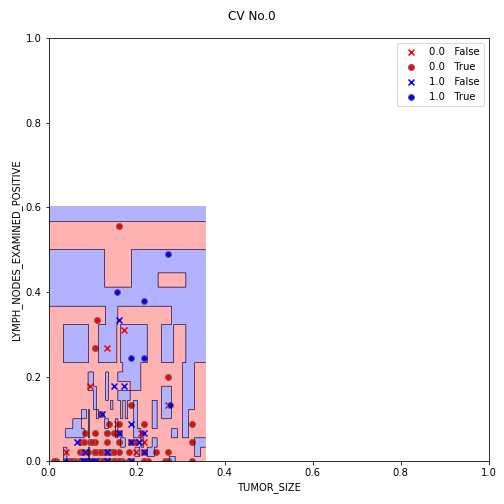 CV No.0
1.0
0.8
0.6
0.4
0.2
0.0
LYMPH_NODES_EXAMINED_POSITIVE
0.0 False
0.0 True
1.0 False
1.0 True
0.0 0.2 0.4 0.6 0.8 1.0
TUMOR_SIZE